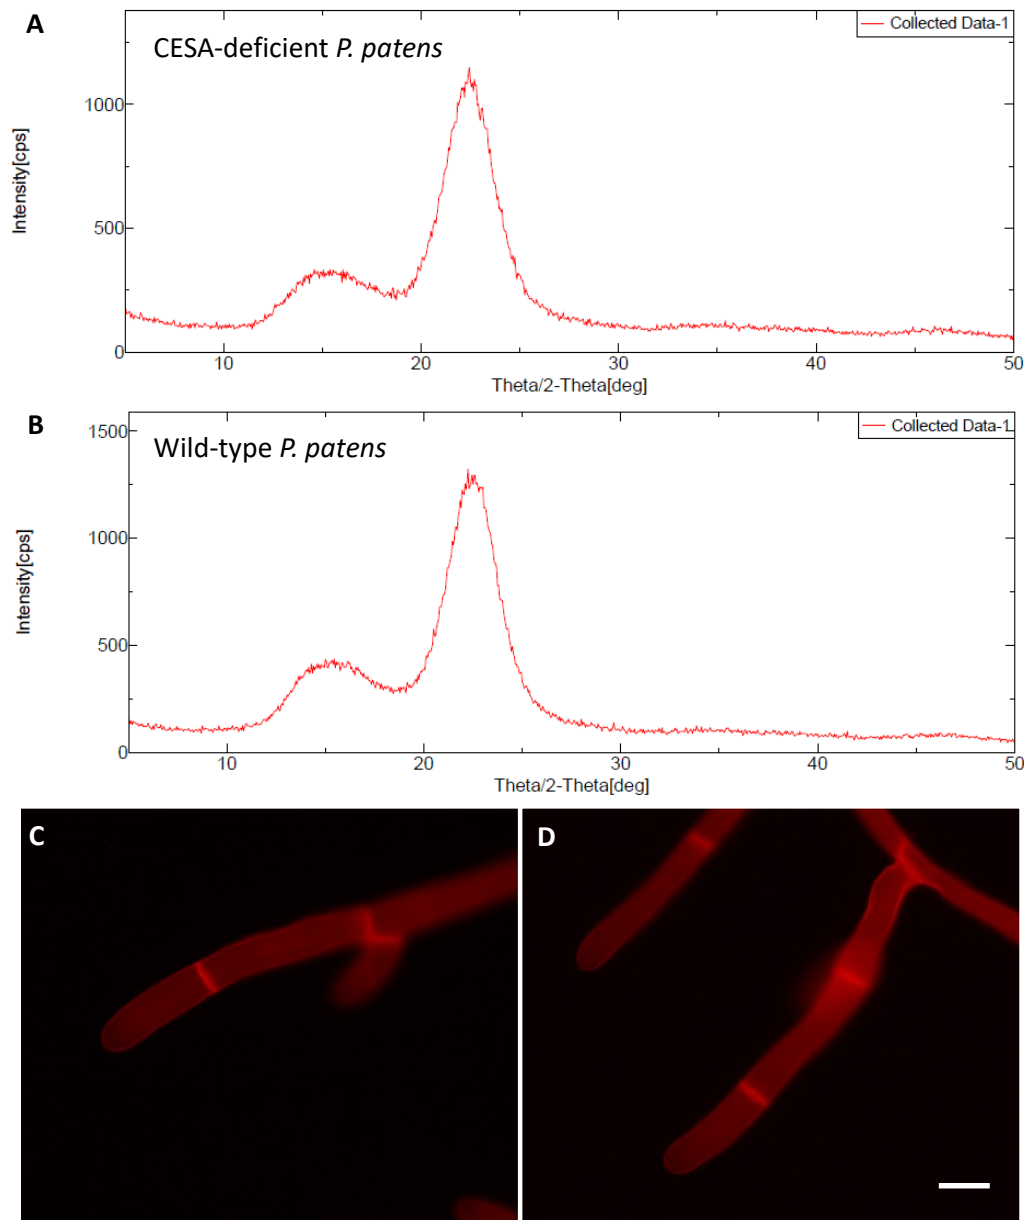 A
Collected Data-1
CESA-deficient P. patens
1000
500
0
Intensity[cps]
10 20 30 40 50
Theta/2-Theta[deg]
B
Collected Data-1
Wild-type P. patens
1500
1000
500
0
Intensity[cps]
10 20 30 40 50
Theta/2-Theta[deg]
C
D